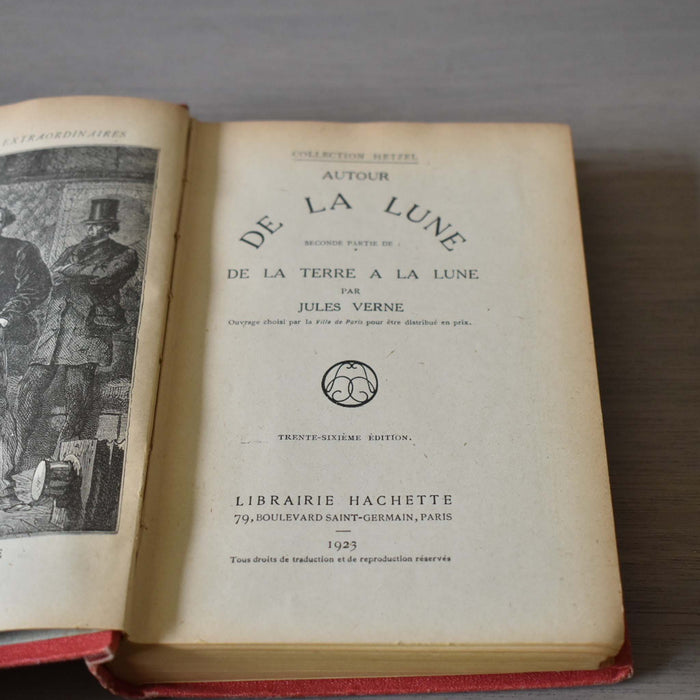 EXTRAORDINAIRES
COLLECTION HETZEL
AUTOUR
DE LA LUNE
SECONDE PARTIE DE :
DE LA TERRE A LA LUNE
PAR
JULES VERNE
Ouvrage choisi par la Ville de Paris pour être distribué en prix.
TRENTE-SIXIÈME ÉDITION.
LIBRAIRIE HACHETTE
79, BOULEVARD SAINT-GERMAIN, PARIS
1923
Tous droits de traduction et de reproduction réservés